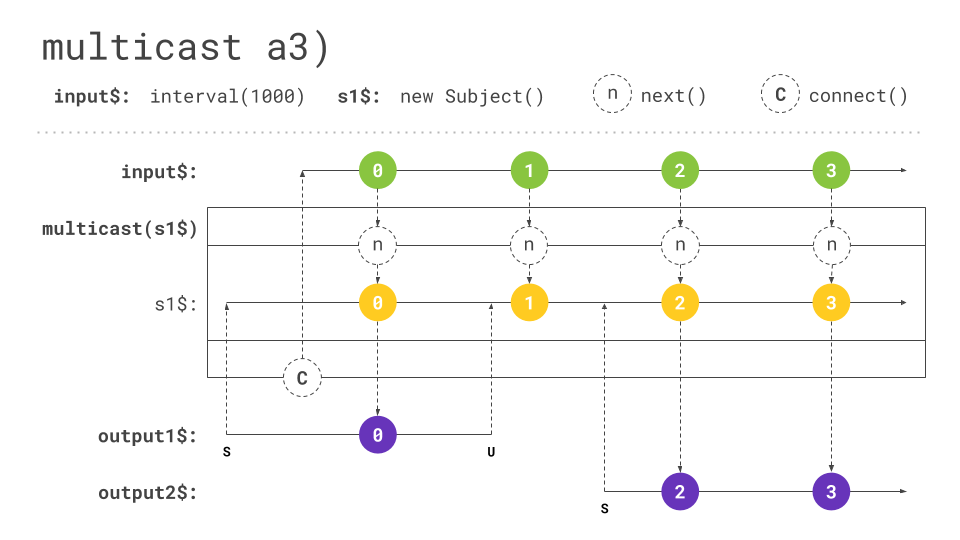 multicast a3)
input$: interval(1000) s1$: new Subject() n next() C connect()
input$: 0 1 2 3
multicast(s1$)
n n n n
s1$: 0 1 2 3
C
output1$: 0
S U
output2$: 2 3
S